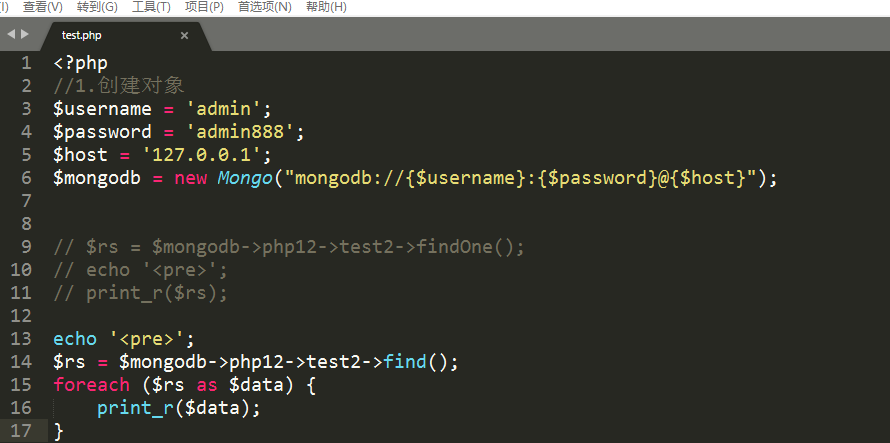 (I) 查看(V) 转到(G) 工具(T) 项目(P) 首选项(N) 帮助(H)
test.php ×
1 <?php
2 //1.创建对象
3 $username = 'admin';
4 $password = 'admin888';
5 $host = '127.0.0.1';
6 $mongodb = new Mongo("mongodb://{$username}:{$password}@{$host}");
7
8
9 // $rs = $mongodb->php12->test2->findOne();
10 // echo '<pre>';
11 // print_r($rs);
12
13 echo '<pre>';
14 $rs = $mongodb->php12->test2->find();
15 foreach ($rs as $data) {
16     print_r($data);
17 }